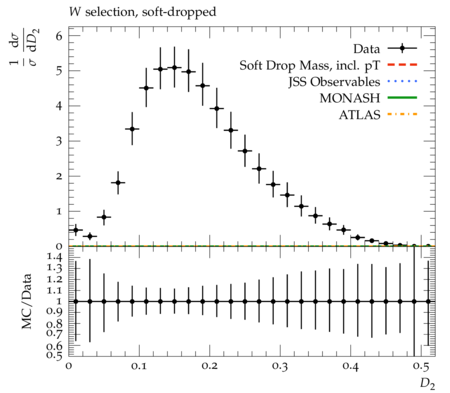 W selection, soft-dropped
1/σ dσ/dD₂
6
5
4
3
2
1
0
Data
Soft Drop Mass, incl. pT
JSS Observables
MONASH
ATLAS
MC/Data
1.4
1.3
1.2
1.1
1
0.9
0.8
0.7
0.6
0.5
0 0.1 0.2 0.3 0.4 0.5
D₂